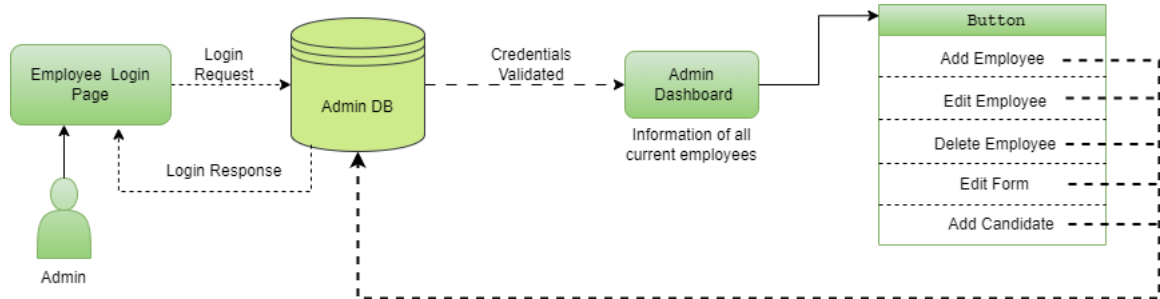 Employee Login
Page
Admin
Login
Request
Login Response
Admin DB
Credentials
Validated
Admin
Dashboard
Information of all
current employees
Button
Add Employee
Edit Employee
Delete Employee
Edit Form
Add Candidate